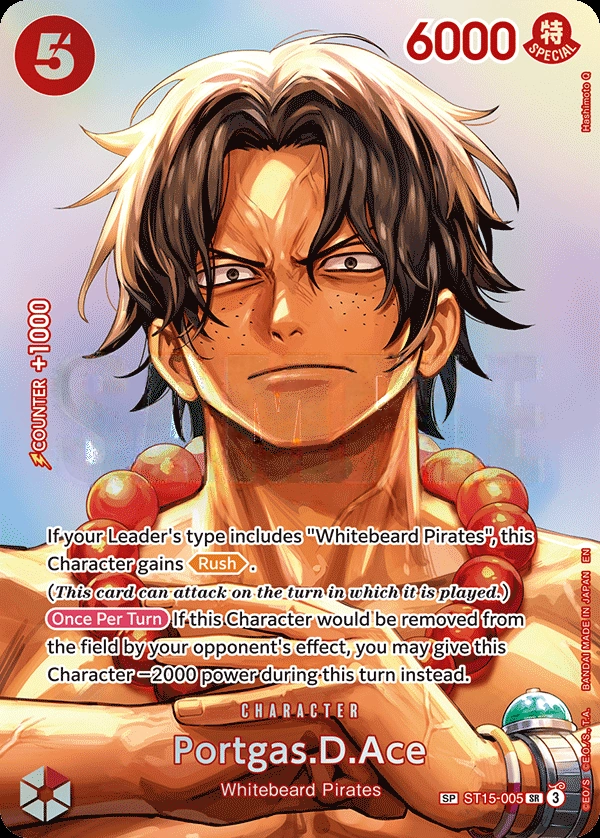 5
6000
特
SPECIAL
Hashimoto Q
COUNTER +1000
SAMPLE
If your Leader's type includes "Whitebeard Pirates", this
Character gains Rush.
(This card can attack on the turn in which it is played.)
Once Per Turn If this Character would be removed from
the field by your opponent's effect, you may give this
Character −2000 power during this turn instead.
CHARACTER
Portgas.D.Ace
Whitebeard Pirates
SP ST15-005 SR 3
©E.O/S ©E.O./S., T.A. BANDAI MADE IN JAPAN EN